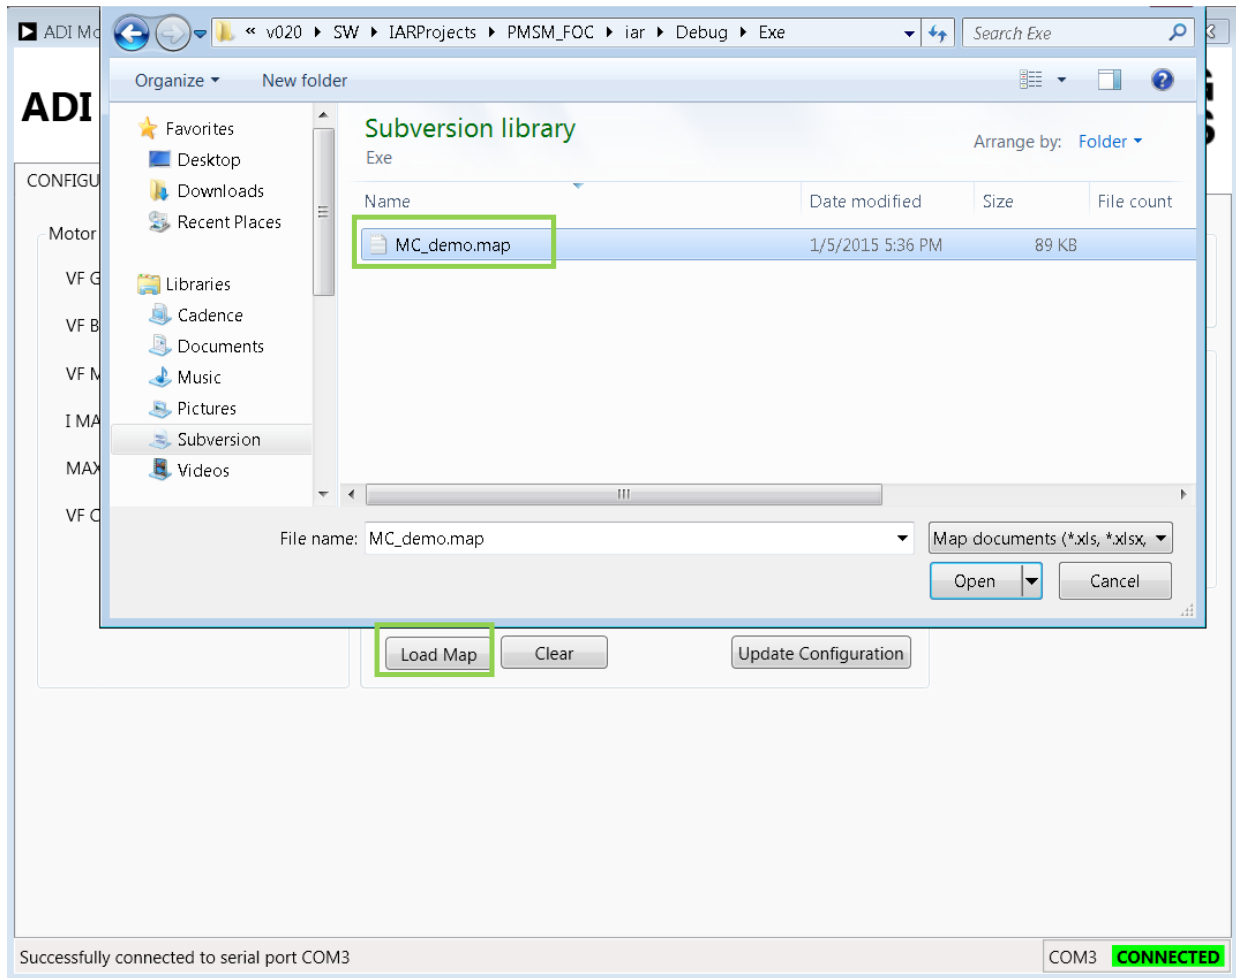 ADI Mo
« v020 ▸ SW ▸ IARProjects ▸ PMSM_FOC ▸ iar ▸ Debug ▸ Exe
Search Exe
Organize
New folder
ADI
Favorites
Desktop
Downloads
Recent Places
Libraries
Cadence
Documents
Music
Pictures
Subversion
Videos
Subversion library
Exe
Arrange by: Folder
Name Date modified Size File count
MC_demo.map 1/5/2015 5:36 PM 89 KB
CONFIGU
Motor
VF G
VF B
VF M
I MA
MAX
VF C
File name: MC_demo.map
Map documents (*.xls, *.xlsx,
Open
Cancel
Load Map
Clear
Update Configuration
Successfully connected to serial port COM3
COM3 CONNECTED